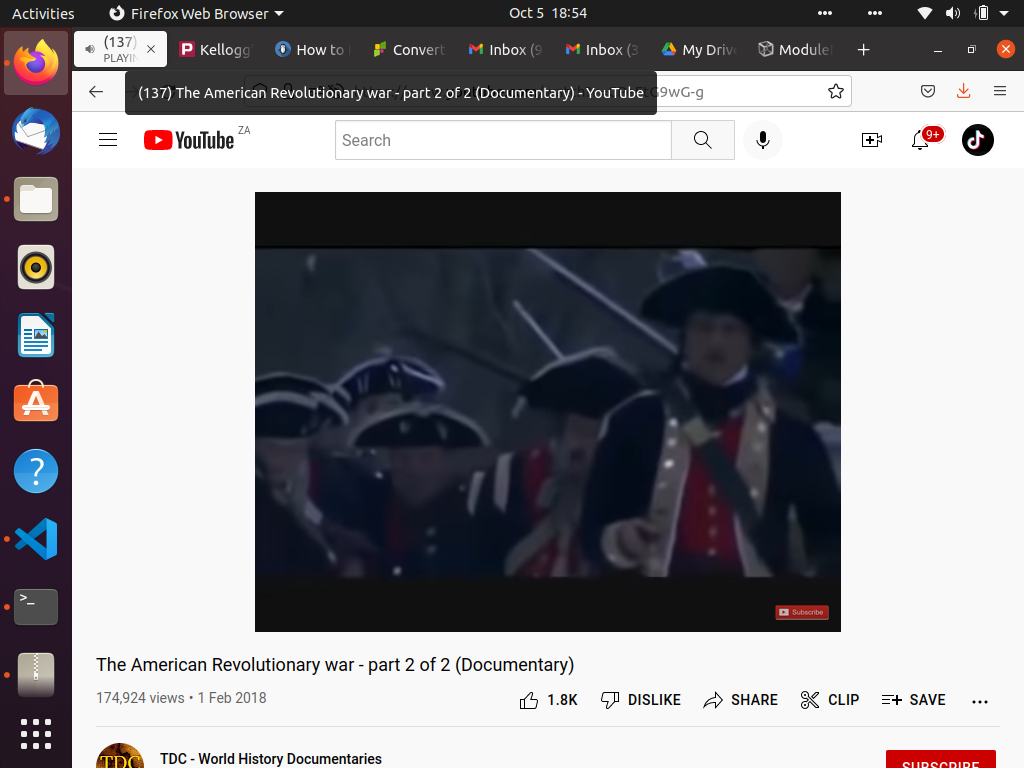 Activities
Firefox Web Browser
Oct 5 18:54
(137)
PLAYIN
Kellogg
How to
Convert
Inbox (9
Inbox (3
My Drive
Module
(137) The American Revolutionary war - part 2 of 2 (Documentary) - YouTube
G9wG-g
YouTube
ZA
Search
9+
Subscribe
The American Revolutionary war - part 2 of 2 (Documentary)
174,924 views • 1 Feb 2018
1.8K
DISLIKE
SHARE
CLIP
SAVE
TDC
TDC - World History Documentaries
SUBSCRIBE